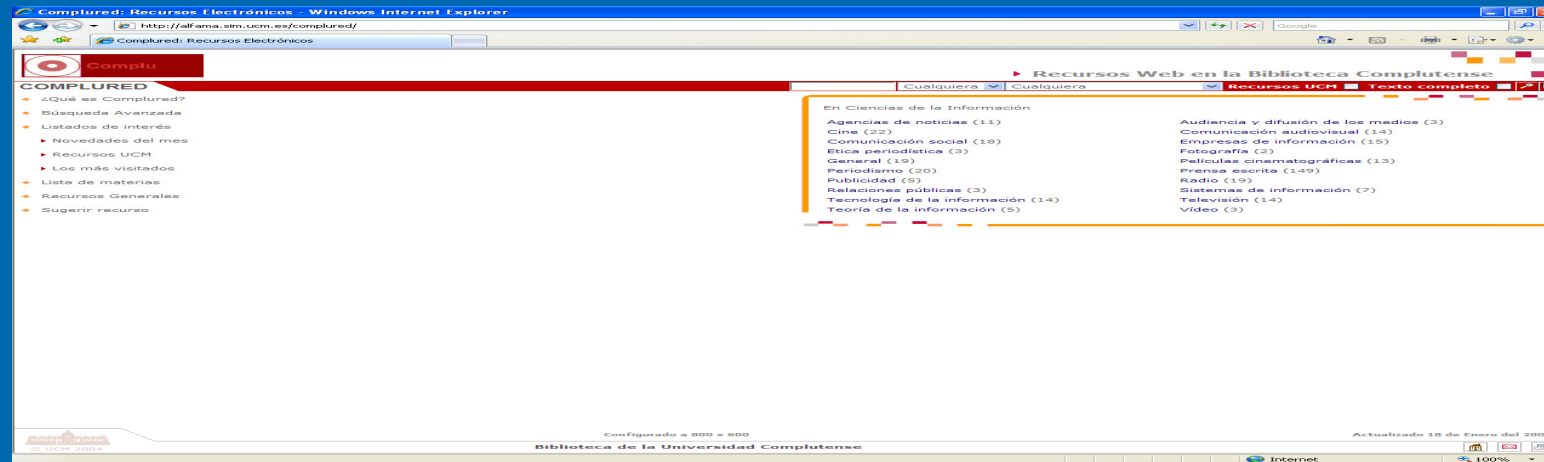 Complured: Recursos Electrónicos - Windows Internet Explorer
http://alfama.sim.ucm.es/complured/
Google
Complured: Recursos Electrónicos
Complu
Recursos Web en la Biblioteca Complutense
COMPLURED
Cualquiera Cualquiera Recursos UCM Texto completo
¿Qué es Complured?
Búsqueda Avanzada
Listados de interés
Novedades del mes
Recursos UCM
Los más visitados
Lista de materias
Recursos Generales
Sugerir recurso
En Ciencias de la Información
Agencias de noticias (11)
Cine (22)
Comunicación social (18)
Etica periodística (3)
General (19)
Periodismo (20)
Publicidad (5)
Relaciones públicas (3)
Tecnología de la información (14)
Teoría de la información (5)
Audiencia y difusión de los medios (3)
Comunicación audiovisual (14)
Empresas de información (15)
Fotografía (2)
Películas cinematográficas (13)
Prensa escrita (149)
Radio (19)
Sistemas de información (7)
Televisión (14)
Vídeo (3)
Configurado a 800 x 600
Actualizado 18 de Enero del 200
© UCM 2004
Biblioteca de la Universidad Complutense
Internet
100%